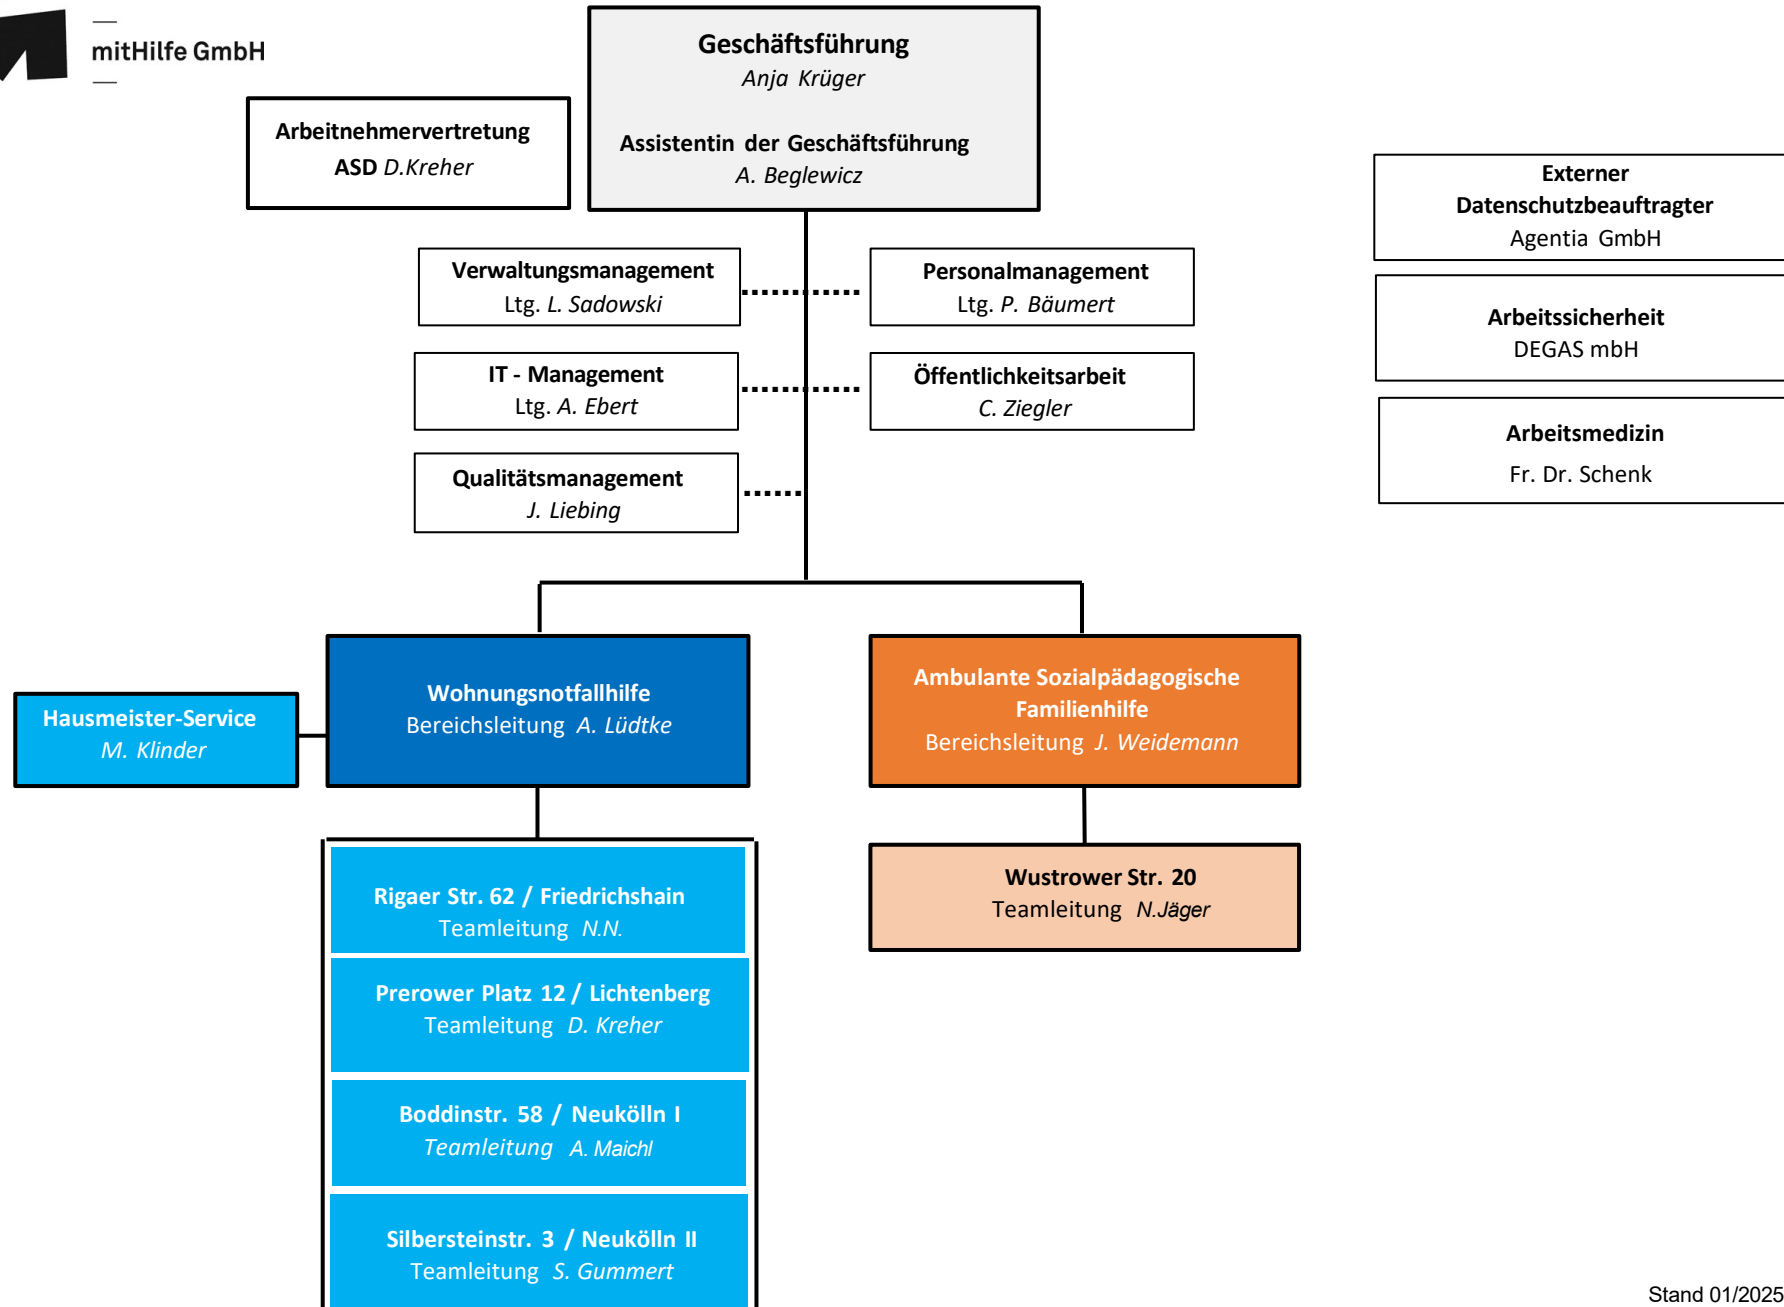 mitHilfe GmbH
Geschäftsführung
Anja Krüger
Assistentin der Geschäftsführung
A. Beglewicz
Arbeitnehmervertretung
ASD D.Kreher
Externer
Datenschutzbeauftragter
Agentia GmbH
Arbeitssicherheit
DEGAS mbH
Arbeitsmedizin
Fr. Dr. Schenk
Verwaltungsmanagement
Ltg. L. Sadowski
Personalmanagement
Ltg. P. Bäumert
IT - Management
Ltg. A. Ebert
Öffentlichkeitsarbeit
C. Ziegler
Qualitätsmanagement
J. Liebing
Hausmeister-Service
M. Klinder
Wohnungsnotfallhilfe
Bereichsleitung A. Lüdtke
Ambulante Sozialpädagogische
Familienhilfe
Bereichsleitung J. Weidemann
Rigaer Str. 62 / Friedrichshain
Teamleitung N.N.
Prerower Platz 12 / Lichtenberg
Teamleitung D. Kreher
Boddinstr. 58 / Neukölln I
Teamleitung A. Maichl
Silbersteinstr. 3 / Neukölln II
Teamleitung S. Gummert
Wustrower Str. 20
Teamleitung N.Jäger
Stand 01/2025